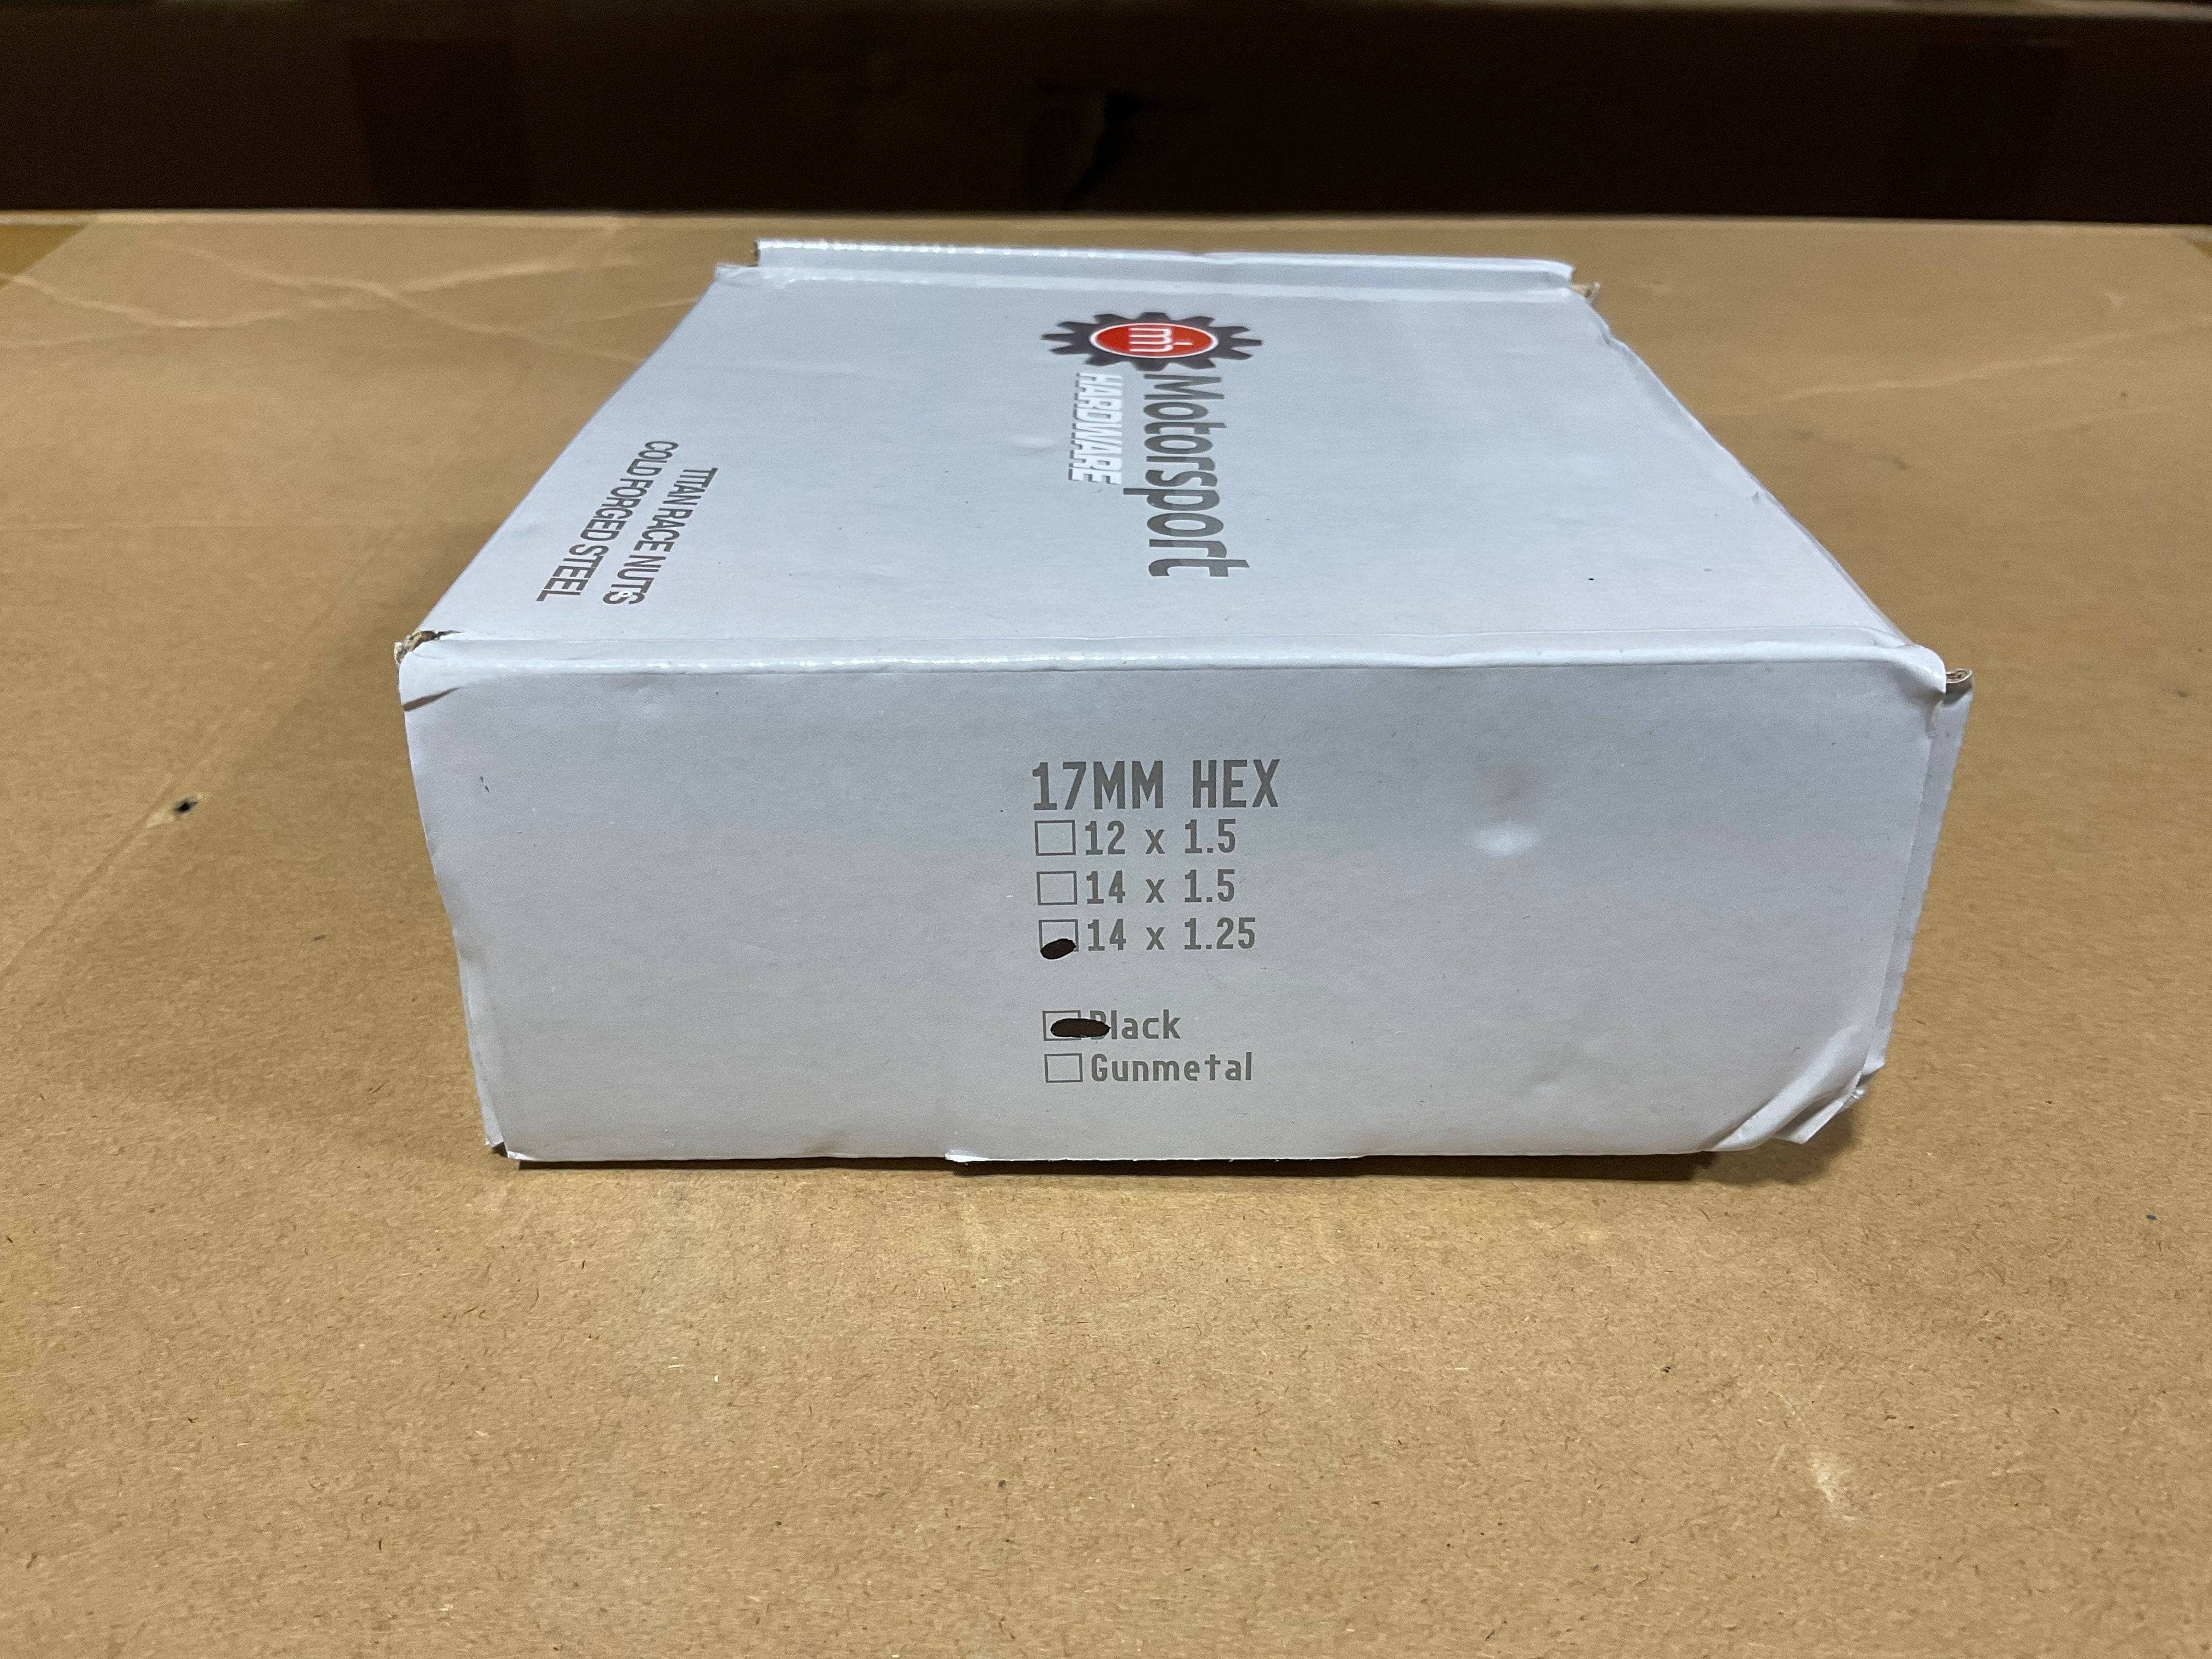 mh
Motorsport
HARDWARE
TITAN RACE NUTS
COLD FORGED STEEL
17MM HEX
12 x 1.5
14 x 1.5
14 x 1.25
Black
Gunmetal